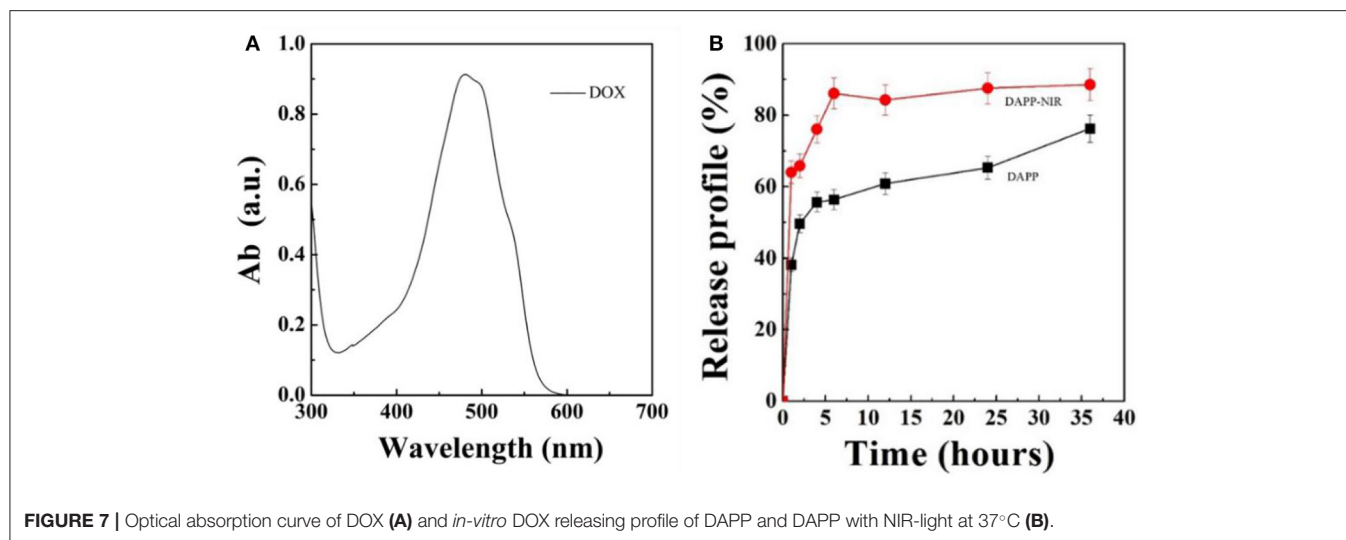 A
1.0
0.8
0.6
0.4
0.2
0.0
Ab (a.u.)
DOX
300
400
500
600
700
Wavelength (nm)
B
100
80
60
40
20
0
Release profile (%)
DAPP-NIR
DAPP
0
5
10
15
20
25
30
35
40
Time (hours)
FIGURE 7 | Optical absorption curve of DOX (A) and in-vitro DOX releasing profile of DAPP and DAPP with NIR-light at 37°C (B).